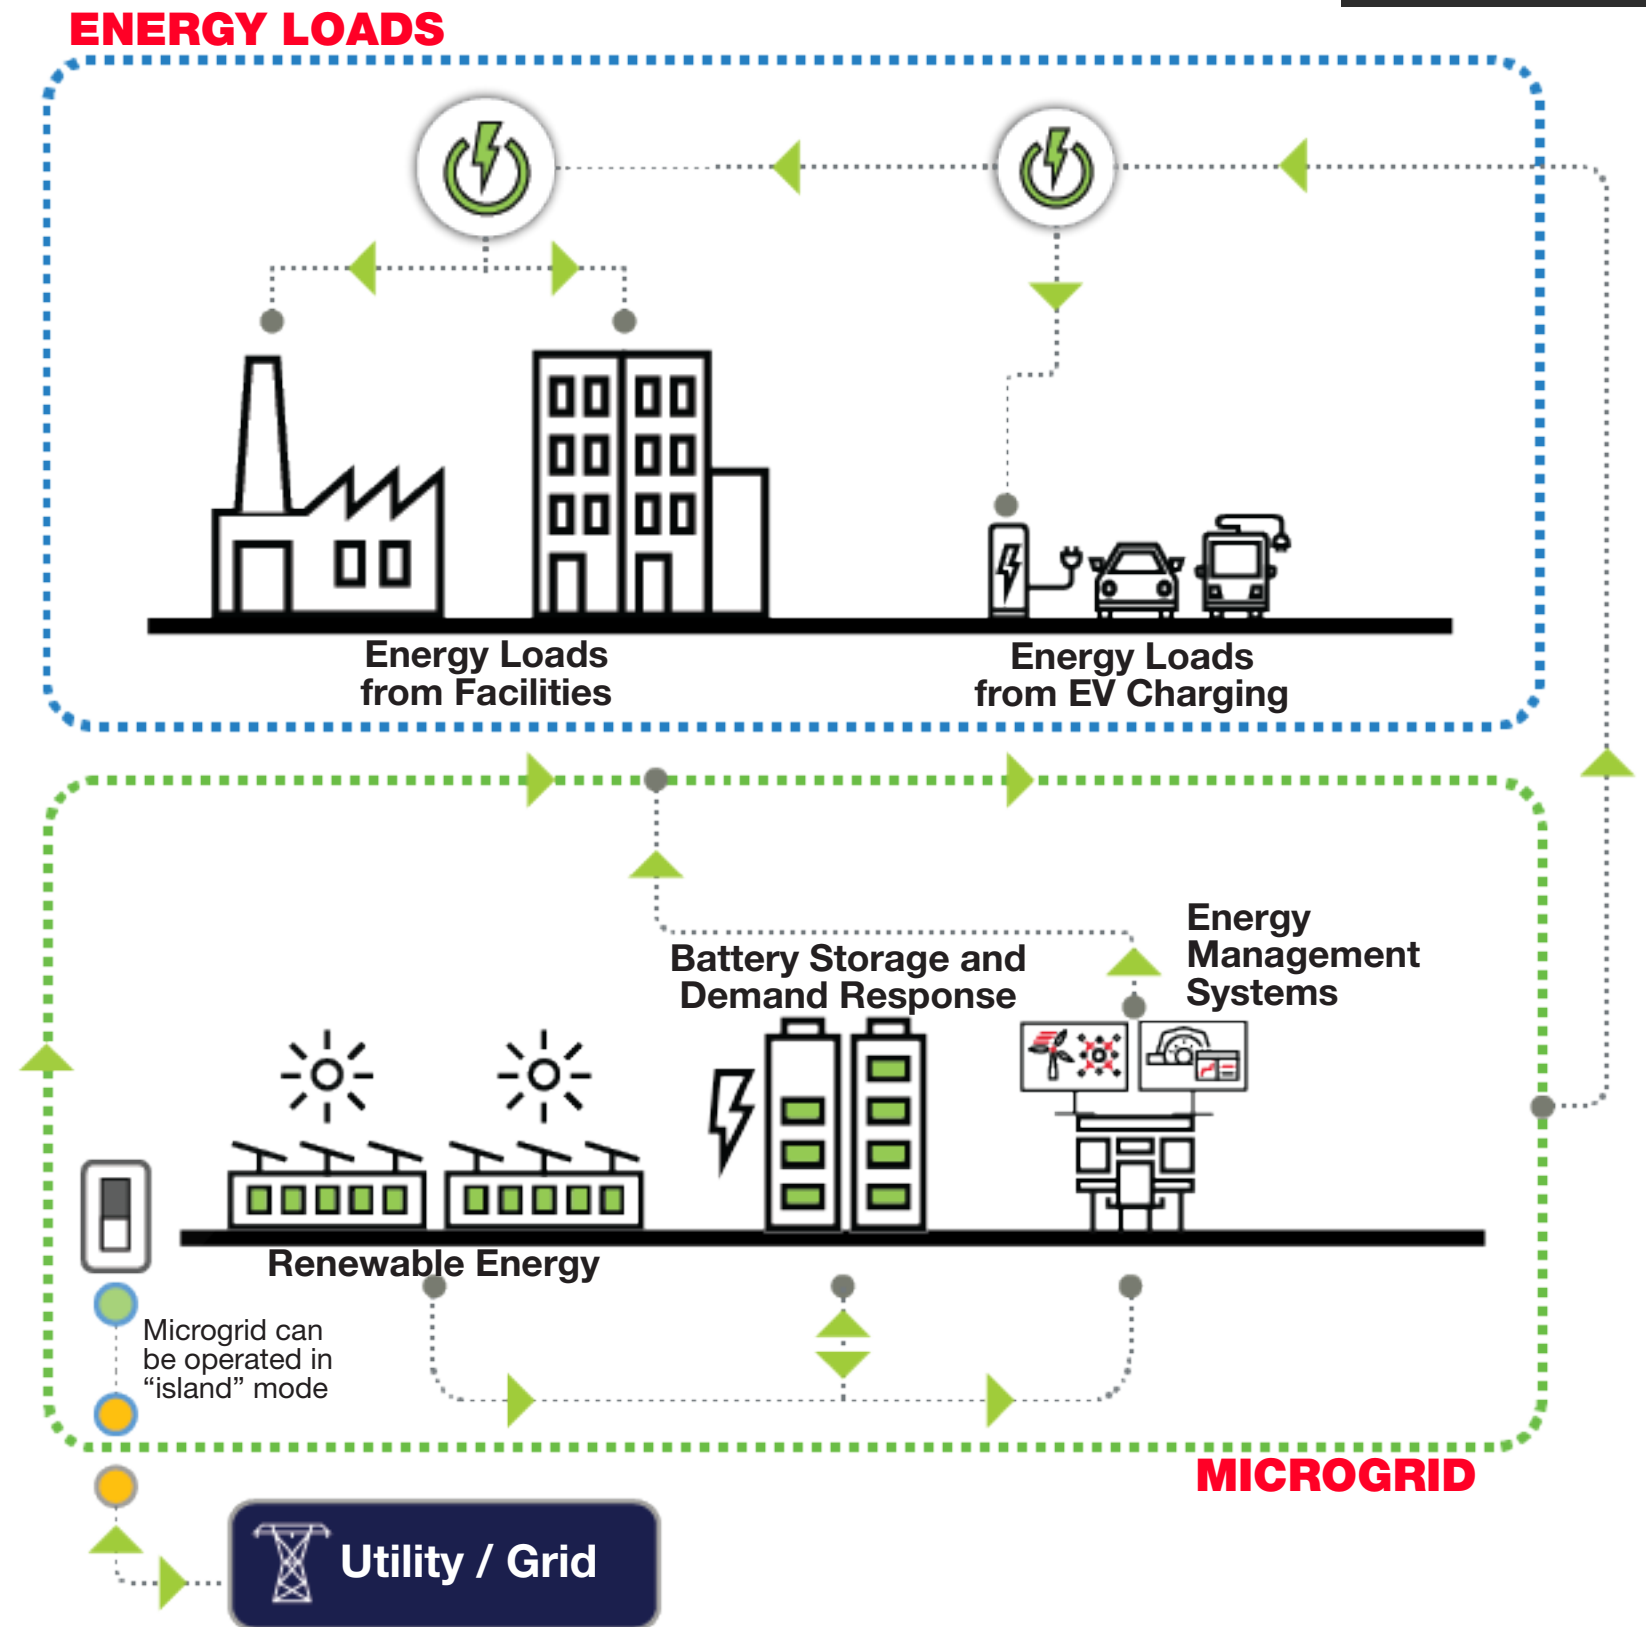 ENERGY LOADS
Energy Loads
from Facilities
Energy Loads
from EV Charging
Energy
Management
Systems
Battery Storage and
Demand Response
Renewable Energy
Microgrid can
be operated in
“island” mode
MICROGRID
Utility / Grid